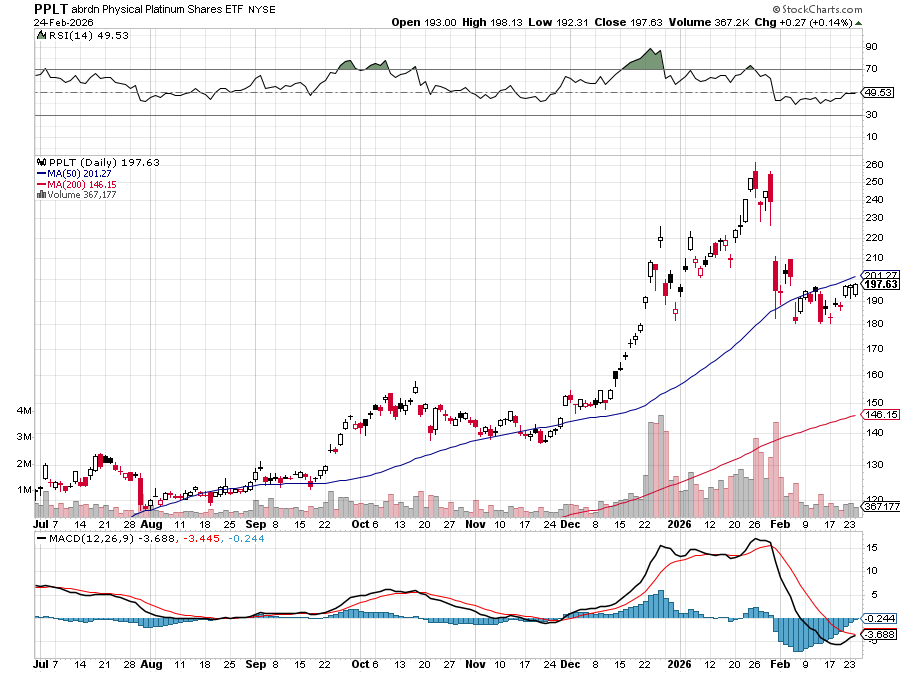 PPLT abrdn Physical Platinum Shares ETF NYSE © StockCharts.com
24-Feb-2026 Open 193.00 High 198.13 Low 192.31 Close 197.63 Volume 367.2K Chg +0.27 (+0.14%)
RSI(14) 49.53
90
70
49.53
30
10
PPLT (Daily) 197.63
MA(50) 201.27
MA(200) 146.15
Volume 367,177
260
250
240
230
220
210
201.27
197.63
190
180
170
160
150
146.15
140
130
120
367177
4M
3M
2M
1M
Jul 7 14 21 28 Aug 11 18 25 Sep 8 15 22 Oct 6 13 20 27 Nov 10 17 24 Dec 8 15 22 2026 12 20 26 Feb 9 17 23
MACD(12,26,9) -3.688, -3.445, -0.244
15
10
5
-0.244
-3.688
Jul 7 14 21 28 Aug 11 18 25 Sep 8 15 22 Oct 6 13 20 27 Nov 10 17 24 Dec 8 15 22 2026 12 20 26 Feb 9 17 23